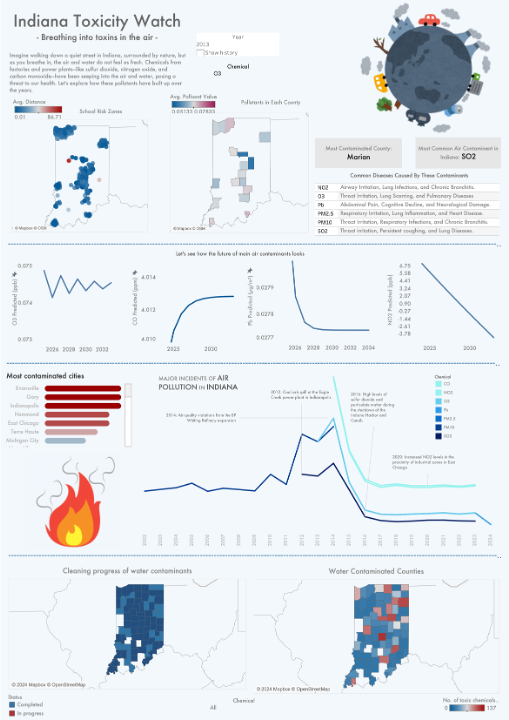 Indiana Toxicity Watch
- Breathing into toxins in the air -
Imagine walking down a quiet street in Indiana, surrounded by nature, but
as you breathe in, the air and water do not feel as fresh. Chemicals from
factories and power plants—like sulfur dioxide, nitrogen oxide, and
carbon monoxide—have been seeping into the air and water, posing a
threat to our health. Let's explore how these pollutants have built up over
the years.
Year
2013
Show history
Chemical
O3
Avg. Distance
0.01 86.71
School Risk Zones
© Mapbox © OSM
Avg. Pollutant Value
0.03133 0.07833
Pollutants in Each County
© Mapbox © OSM
Most Contaminated County:
Marion
Most Common Air Contaminant in
Indiana: SO2
Common Diseases Caused By These Contaminants
NO2 Airway Irritation, Lung Infections, and Chronic Bronchitis.
O3 Throat Irritation, Lung Scarring, and Pulmonary Diseases
Pb Abdominal Pain, Cognitive Decline, and Neurological Damage.
PM2.5 Respiratory Irritation, Lung Inflammation, and Heart Disease.
PM10 Throat Irritation, Respiratory Infections, and Chronic Bronchitis.
SO2 Throat Irritation, Persistent coughing, and Lung Diseases.
Let's see how the future of main air contaminants looks
O3 Predicted (ppb)
0.073
0.074
0.075
2026 2028 2030 2032
CO Predicted (ppm)
4.014
4.012
4.010
2025 2030
Pb Predicted (µg/m³)
0.0279
0.0278
0.0277
2026 2028 2030 2032 2034
NO2 Predicted (ppb)
4.75
5.58
4.41
3.24
2.07
0.90
-0.27
-1.44
-2.61
-3.78
2025 2030
Most contaminated cities
Evansville
Gary
Indianapolis
Hammond
East Chicago
Terre Haute
Michigan City
MAJOR INCIDENTS OF AIR
POLLUTION IN INDIANA
2014: Air quality violations from the BP
Whiting Refinery expansion
2012: Coal ash spill at the Eagle
Creek power plant in Indianapolis
2016: High levels of
sulfur dioxide and
particulate matter during
the shutdown of the
Indiana Harbor and
Canals
2020: Increased NO2 levels in the
proximity of industrial zones in East
Chicago
Chemical
CO
NO2
O3
Pb
PM2.5
PM10
SO2
2000 2002 2003 2004 2005 2006 2007 2008 2009 2010 2011 2012 2013 2014 2015 2016 2017 2018 2019 2020 2021 2022 2023 2024
Cleaning progress of water contaminants
© 2024 Mapbox © OpenStreetMap
Status
Completed
In progress
Water Contaminated Counties
© 2024 Mapbox © OpenStreetMap
Chemical
All
No. of toxic chemicals..
0 137